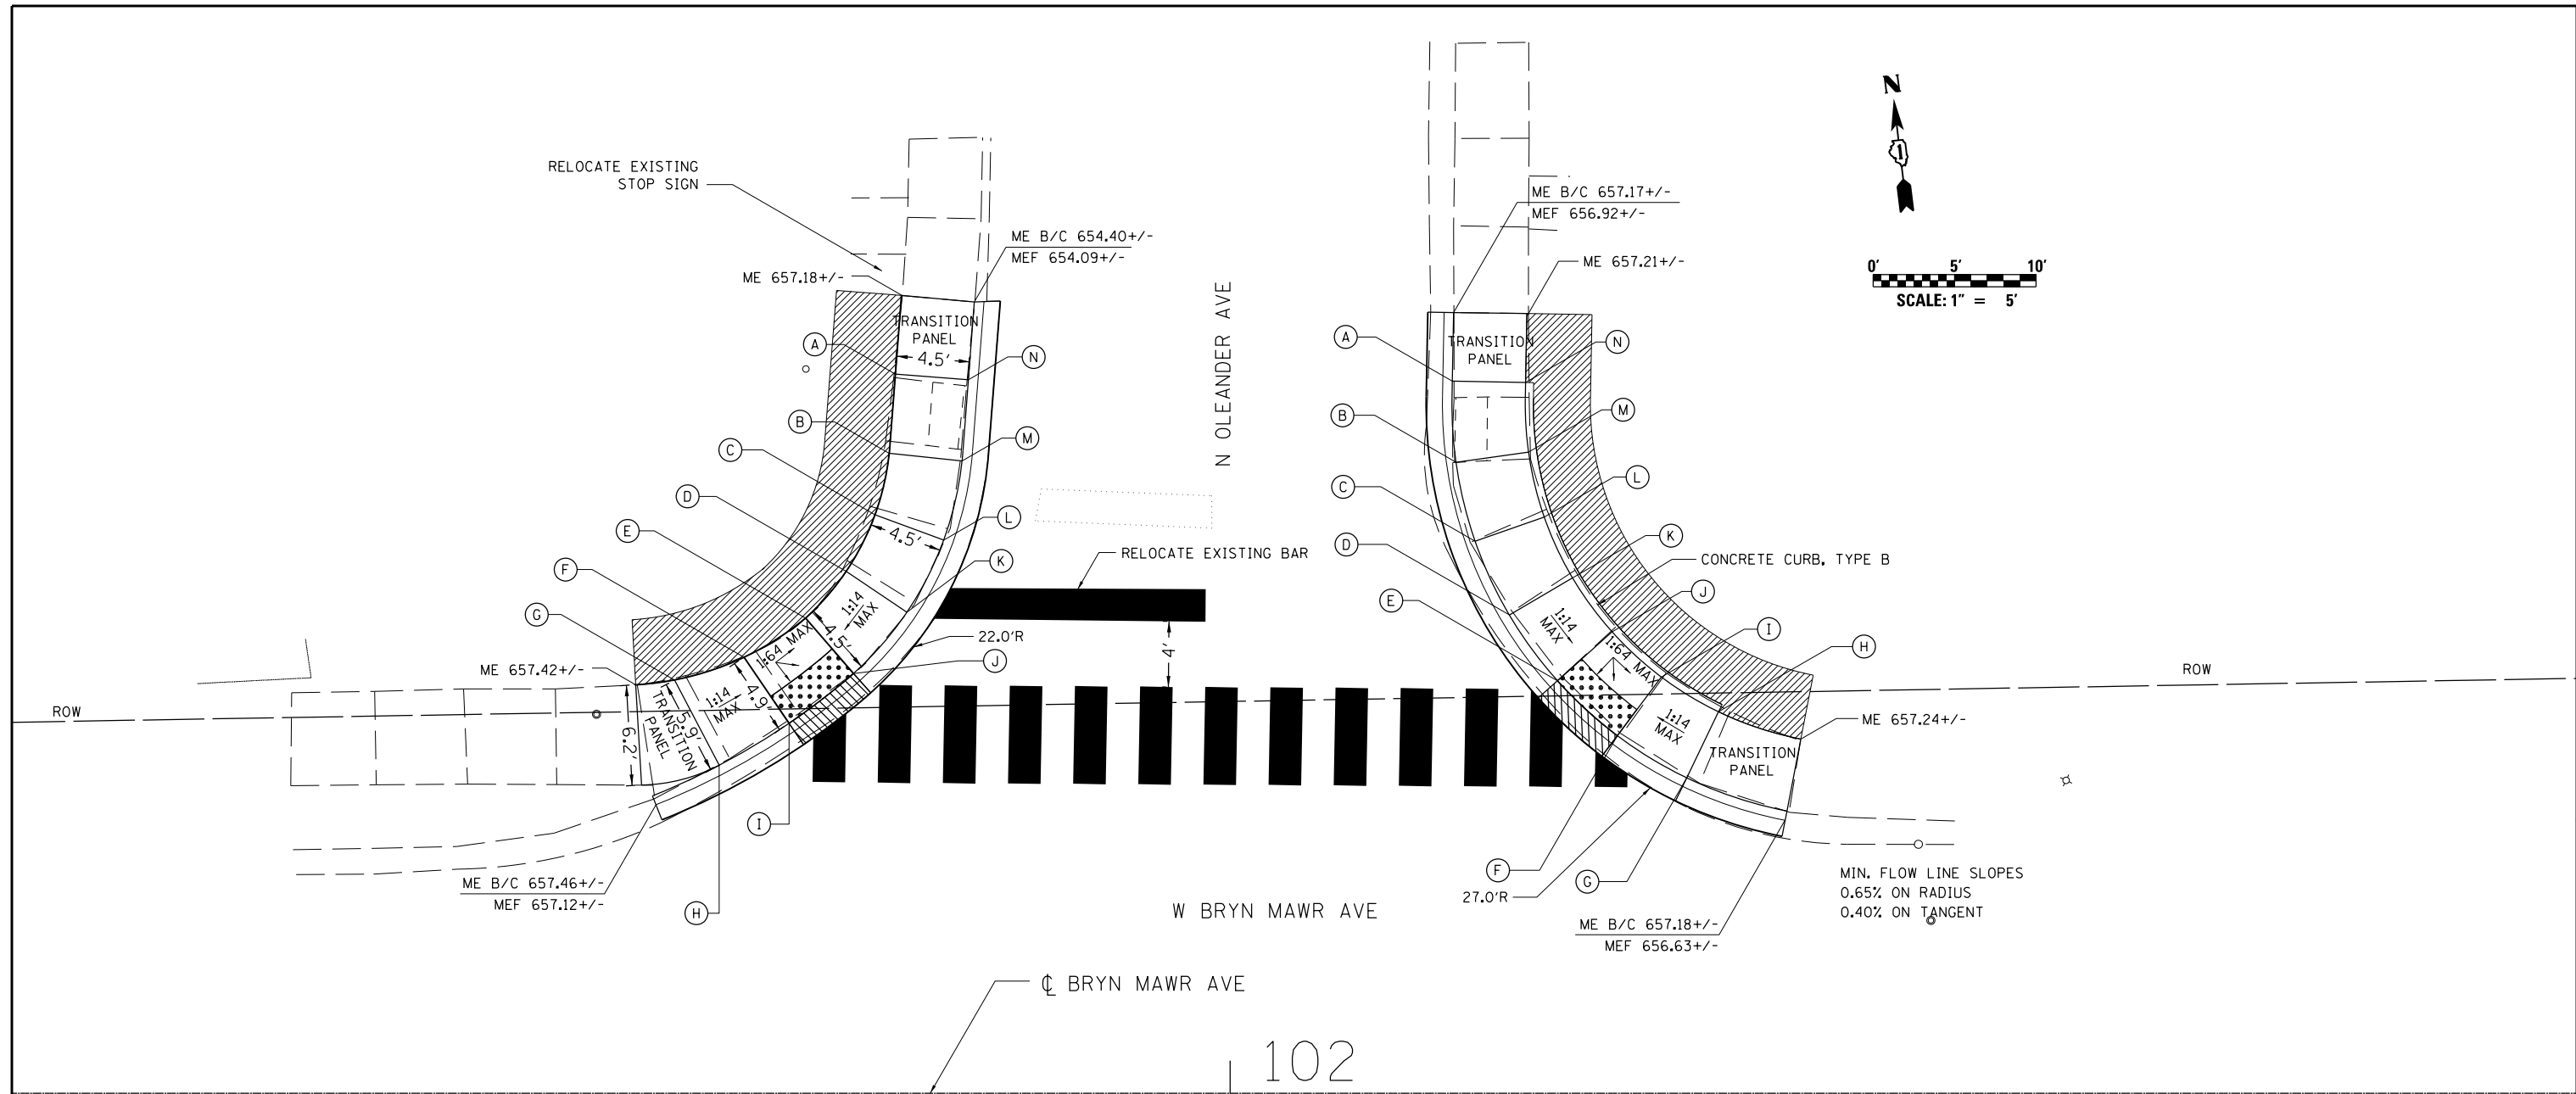 N
0' 5' 10'
SCALE: 1" = 5'
RELOCATE EXISTING
STOP SIGN
ME B/C 654.40+/-
MEF 654.09+/-
ME 657.18+/-
TRANSITION
PANEL
4.5'
A
N
B
M
C
D
4.5'
L
E
K
F
1:14
MAX
G
1:64 MAX
4.5'
22.0'R
J
ME 657.42+/-
4.9'
1:14
MAX
5.9'
TRANSITION
PANEL
6.2'
I
H
ME B/C 657.46+/-
MEF 657.12+/-
ROW
N OLEANDER AVE
RELOCATE EXISTING BAR
4'
ME B/C 657.17+/-
MEF 656.92+/-
ME 657.21+/-
A
TRANSITION
PANEL
N
B
M
C
L
D
K
CONCRETE CURB, TYPE B
E
1:14
MAX
J
1:64 MAX
I
H
ROW
1:14
MAX
ME 657.24+/-
TRANSITION
PANEL
F
G
27.0'R
ME B/C 657.18+/-
MEF 656.63+/-
MIN. FLOW LINE SLOPES
0.65% ON RADIUS
0.40% ON TANGENT
W BRYN MAWR AVE
℄ BRYN MAWR AVE
102